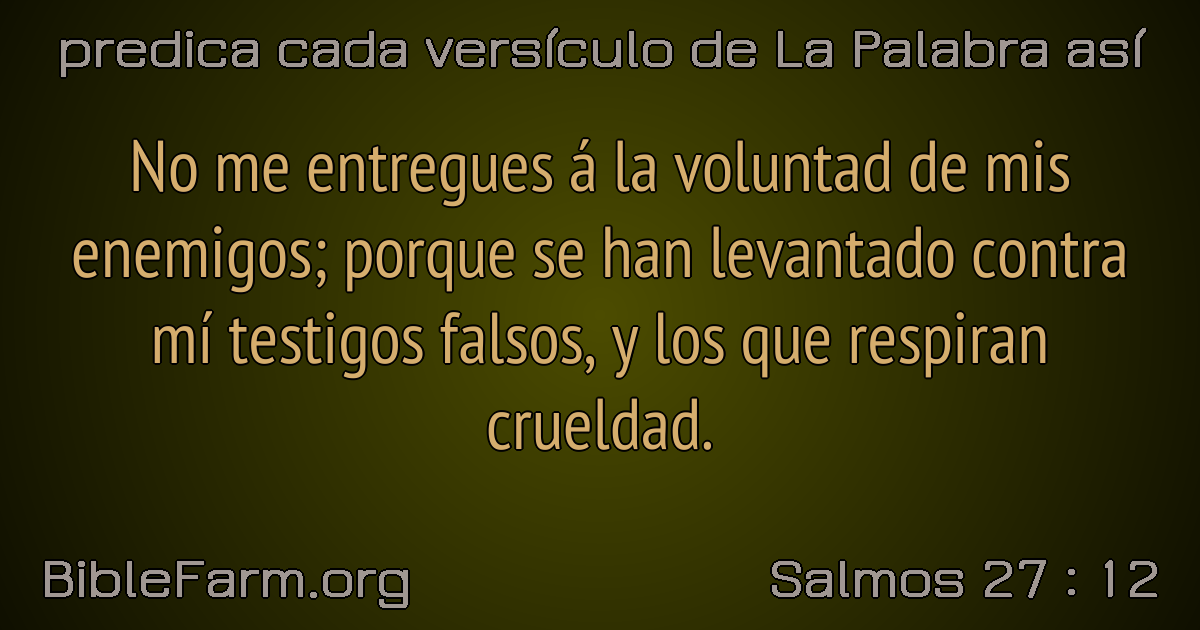 predica cada versículo de La Palabra así
No me entregues á la voluntad de mis
enemigos; porque se han levantado contra
mí testigos falsos, y los que respiran
crueldad.
BibleFarm.org
Salmos 27 : 12